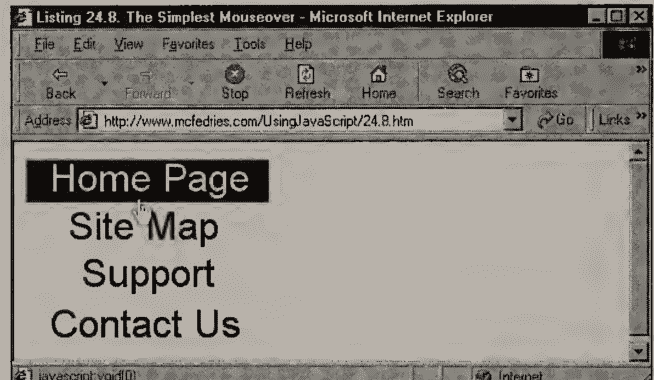 Listing 24.8. The Simplest Mouseover - Microsoft Internet Explorer
File Edit View Favorites Tools Help
Back Forward Stop Refresh Home Search Favorites »
Address http://www.mcfedries.com/UsingJavaScript/24.8.htm Go Links »
Home Page
Site Map
Support
Contact Us
javascript:void(0) Internet